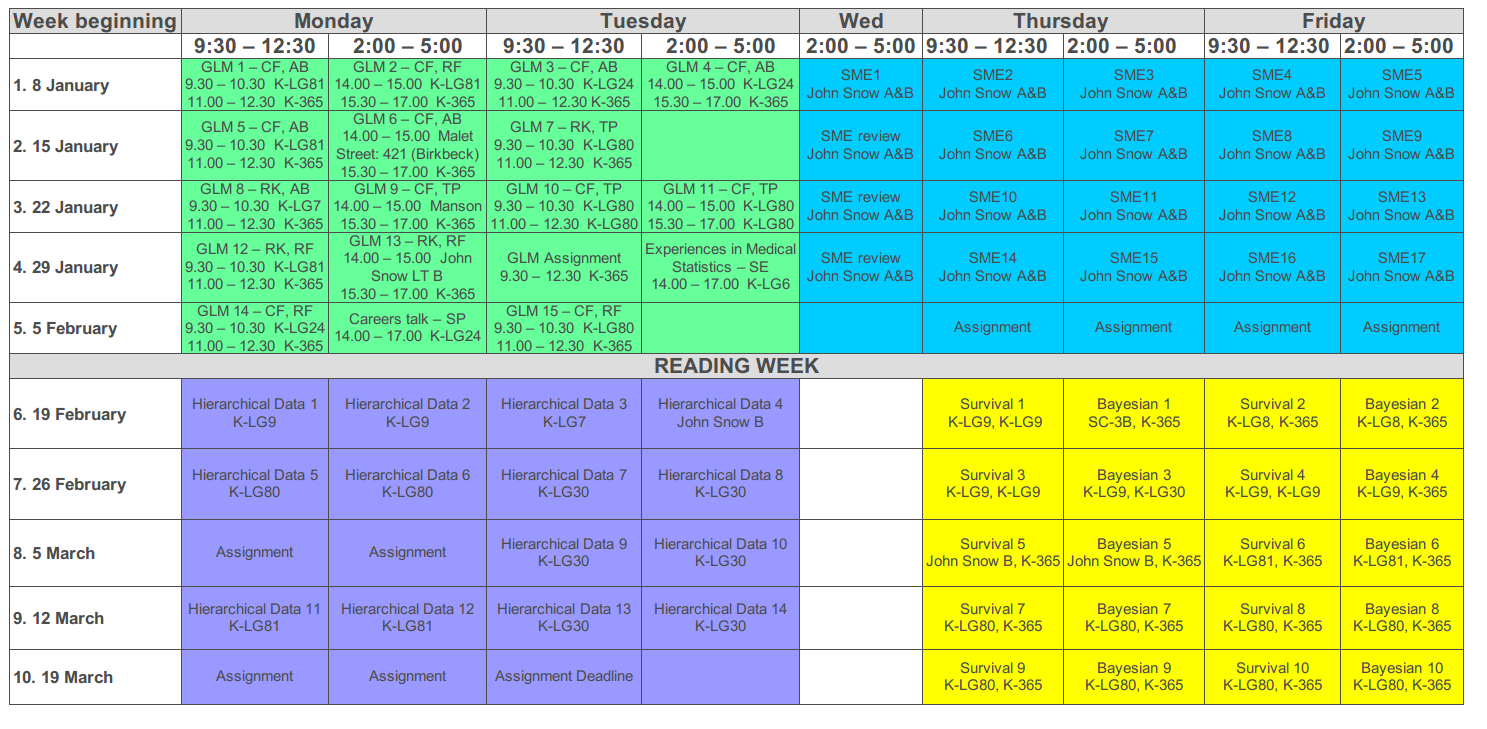 Week beginning Monday Tuesday Wed Thursday Friday
9:30 – 12:30 2:00 – 5:00 9:30 – 12:30 2:00 – 5:00 2:00 – 5:00 9:30 – 12:30 2:00 – 5:00 9:30 – 12:30 2:00 – 5:00
1. 8 January
GLM 1 – CF, AB
9.30 – 10.30 K-LG81
11.00 – 12.30 K-365
GLM 2 – CF, RF
14.00 – 15.00 K-LG81
15.30 – 17.00 K-365
GLM 3 – CF, AB
9.30 – 10.30 K-LG24
11.00 – 12.30 K-365
GLM 4 – CF, AB
14.00 – 15.00 K-LG24
15.30 – 17.00 K-365
SME1
John Snow A&B
SME2
John Snow A&B
SME3
John Snow A&B
SME4
John Snow A&B
SME5
John Snow A&B
2. 15 January
GLM 5 – CF, AB
9.30 – 10.30 K-LG81
11.00 – 12.30 K-365
GLM 6 – CF, AB
14.00 – 15.00 Malet
Street: 421 (Birkbeck)
15.30 – 17.00 K-365
GLM 7 – RK, TP
9.30 – 10.30 K-LG80
11.00 – 12.30 K-365
SME review
John Snow A&B
SME6
John Snow A&B
SME7
John Snow A&B
SME8
John Snow A&B
SME9
John Snow A&B
3. 22 January
GLM 8 – RK, AB
9.30 – 10.30 K-LG7
11.00 – 12.30 K-365
GLM 9 – CF, TP
14.00 – 15.00 Manson
15.30 – 17.00 K-365
GLM 10 – CF, TP
9.30 – 10.30 K-LG80
11.00 – 12.30 K-LG80
GLM 11 – CF, TP
14.00 – 15.00 K-LG80
15.30 – 17.00 K-LG80
SME review
John Snow A&B
SME10
John Snow A&B
SME11
John Snow A&B
SME12
John Snow A&B
SME13
John Snow A&B
4. 29 January
GLM 12 – RK, RF
9.30 – 10.30 K-LG81
11.00 – 12.30 K-365
GLM 13 – RK, RF
14.00 – 15.00 John
Snow LT B
15.30 – 17.00 K-365
GLM Assignment
9.30 – 12.30 K-365
Experiences in Medical
Statistics – SE
14.00 – 17.00 K-LG6
SME review
John Snow A&B
SME14
John Snow A&B
SME15
John Snow A&B
SME16
John Snow A&B
SME17
John Snow A&B
5. 5 February
GLM 14 – CF, RF
9.30 – 10.30 K-LG24
11.00 – 12.30 K-365
Careers talk – SP
14.00 – 17.00 K-LG24
GLM 15 – CF, RF
9.30 – 10.30 K-LG80
11.00 – 12.30 K-365
Assignment
Assignment
Assignment
Assignment
READING WEEK
6. 19 February
Hierarchical Data 1
K-LG9
Hierarchical Data 2
K-LG9
Hierarchical Data 3
K-LG7
Hierarchical Data 4
John Snow B
Survival 1
K-LG9, K-LG9
Bayesian 1
SC-3B, K-365
Survival 2
K-LG8, K-365
Bayesian 2
K-LG8, K-365
7. 26 February
Hierarchical Data 5
K-LG80
Hierarchical Data 6
K-LG80
Hierarchical Data 7
K-LG30
Hierarchical Data 8
K-LG30
Survival 3
K-LG9, K-LG9
Bayesian 3
K-LG9, K-LG30
Survival 4
K-LG9, K-LG9
Bayesian 4
K-LG9, K-365
8. 5 March
Assignment
Assignment
Hierarchical Data 9
K-LG30
Hierarchical Data 10
K-LG30
Survival 5
John Snow B, K-365
Bayesian 5
John Snow B, K-365
Survival 6
K-LG81, K-365
Bayesian 6
K-LG81, K-365
9. 12 March
Hierarchical Data 11
K-LG81
Hierarchical Data 12
K-LG81
Hierarchical Data 13
K-LG30
Hierarchical Data 14
K-LG30
Survival 7
K-LG80, K-365
Bayesian 7
K-LG80, K-365
Survival 8
K-LG80, K-365
Bayesian 8
K-LG80, K-365
10. 19 March
Assignment
Assignment
Assignment Deadline
Survival 9
K-LG80, K-365
Bayesian 9
K-LG80, K-365
Survival 10
K-LG80, K-365
Bayesian 10
K-LG80, K-365